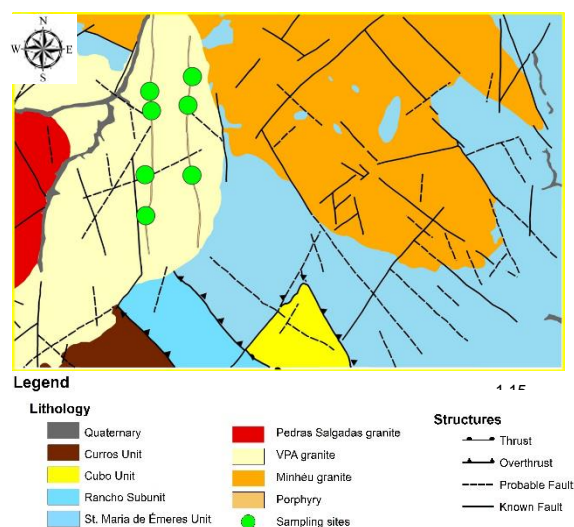 N
W E
S
Legend
Lithology
Quaternary
Curros Unit
Cubo Unit
Rancho Subunit
St. Maria de Émeres Unit
Pedras Salgadas granite
VPA granite
Minhéu granite
Porphyry
Sampling sites
Structures
Thrust
Overthrust
Probable Fault
Known Fault